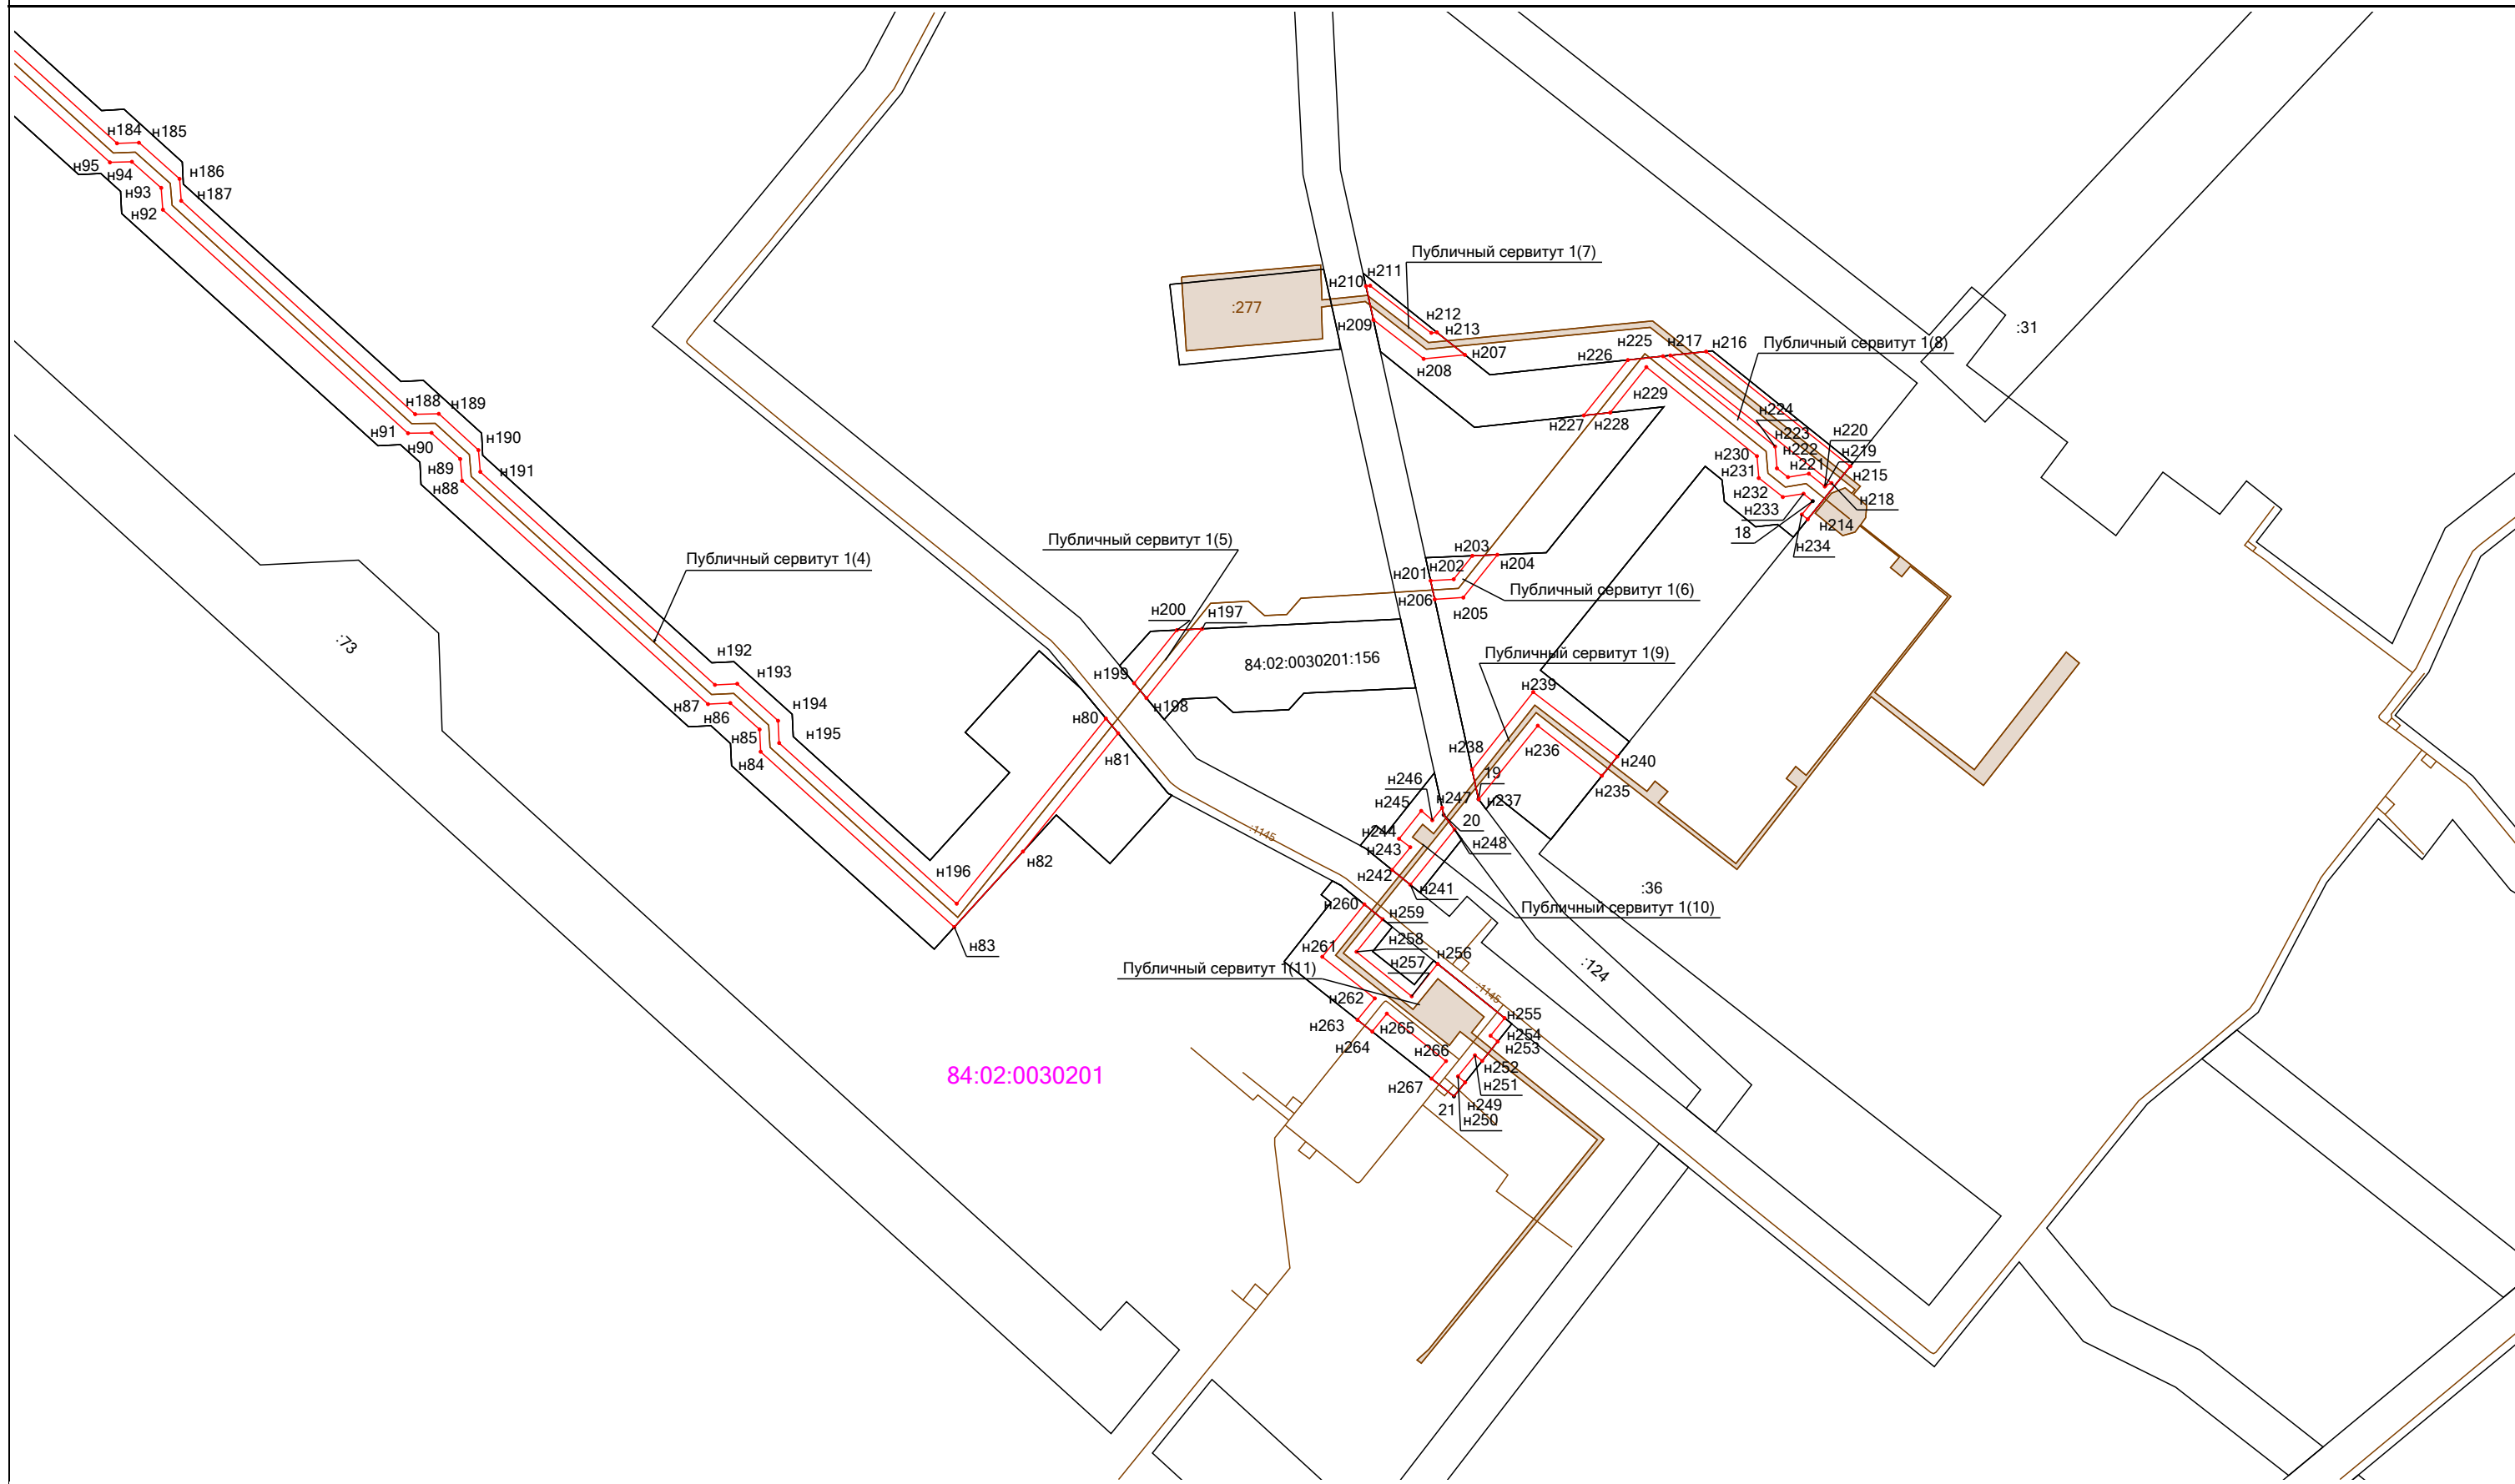 н184
н185
н95
н94
н93
н92
н186
н187
н188
н189
н91
н90
н89
н88
н190
н191
Публичный сервитут 1(4)
н192
н193
н194
н195
н87
н86
н85
н84
н196
н83
:73
н80
н81
н82
Публичный сервитут 1(5)
н200
н197
н199
н198
84:02:0030201:156
Публичный сервитут 1(7)
н211
н210
:277
н209
н212
н213
н207
н208
н225
н217
н216
н226
Публичный сервитут 1(8)
н229
н227
н228
н224
н223
н222
н220
н219
н221
н215
н230
н231
н232
н233
н218
18
н214
н234
:31
н203
н202
н204
н201
н206
н205
Публичный сервитут 1(6)
Публичный сервитут 1(9)
н239
н238
н236
н240
19
н235
н246
н247
н237
н245
20
н244
н248
н243
н242
н241
:1145
:36
Публичный сервитут 1(10)
н260
н259
н258
н261
н256
н257
Публичный сервитут 1(11)
:124
:1145
н262
н263
н264
н265
н255
н254
н253
н266
н252
н267
н251
21
н249
н250
84:02:0030201